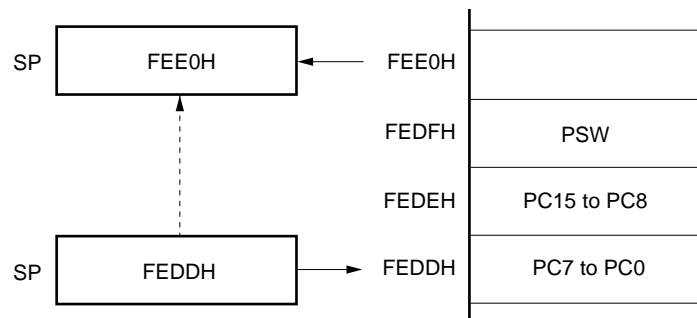 SP FEE0H FEE0H
FEDFH PSW
FEDEH PC15 to PC8
SP FEDDH FEDDH PC7 to PC0